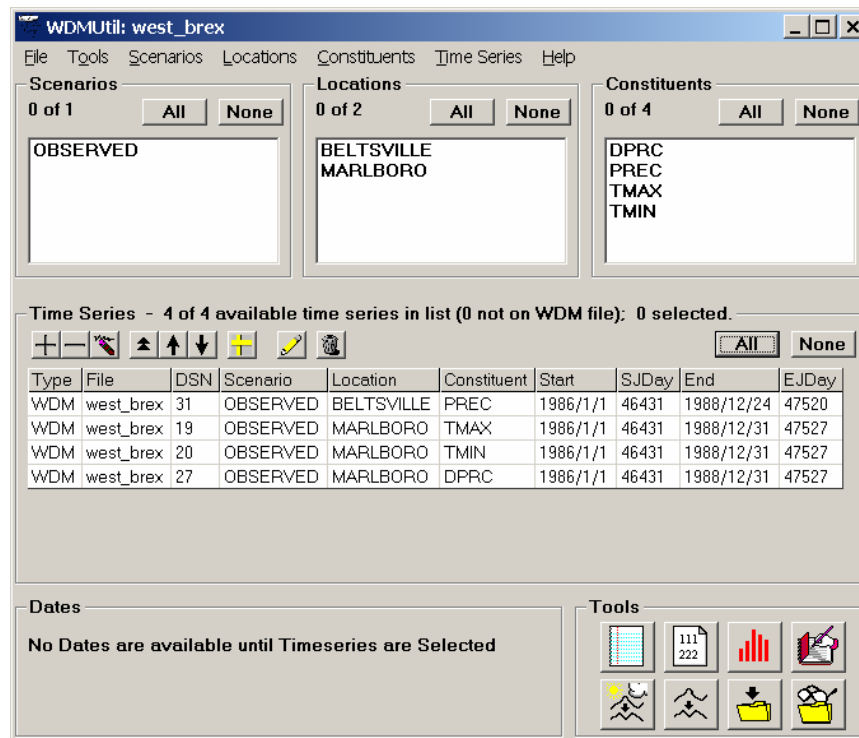 WDMUtil: west_brex
File Tools Scenarios Locations Constituents Time Series Help
Scenarios
0 of 1 All None
OBSERVED
Locations
0 of 2 All None
BELTSVILLE
MARLBORO
Constituents
0 of 4 All None
DPRC
PREC
TMAX
TMIN
Time Series - 4 of 4 available time series in list (0 not on WDM file); 0 selected.
All None
Type File DSN Scenario Location Constituent Start SJDay End EJDay
WDM west_brex 31 OBSERVED BELTSVILLE PREC 1986/1/1 46431 1988/12/24 47520
WDM west_brex 19 OBSERVED MARLBORO TMAX 1986/1/1 46431 1988/12/31 47527
WDM west_brex 20 OBSERVED MARLBORO TMIN 1986/1/1 46431 1988/12/31 47527
WDM west_brex 27 OBSERVED MARLBORO DPRC 1986/1/1 46431 1988/12/31 47527
Dates
No Dates are available until Timeseries are Selected
Tools
111
222